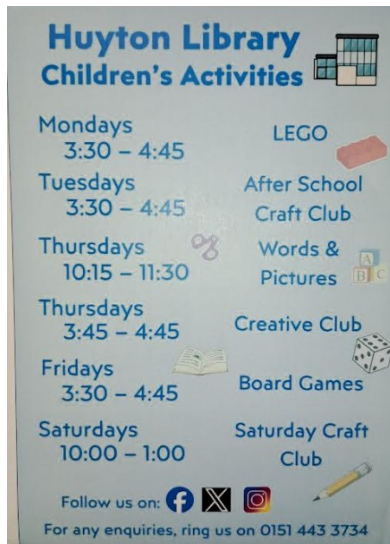 Huyton Library
Children's Activities
Mondays
3:30 – 4:45
LEGO
Tuesdays
3:30 – 4:45
After School
Craft Club
Thursdays
10:15 – 11:30
Words &
Pictures
A
B C
Thursdays
3:45 – 4:45
Creative Club
Fridays
3:30 – 4:45
Board Games
Saturdays
10:00 – 1:00
Saturday Craft
Club
Follow us on:
For any enquiries, ring us on 0151 443 3734